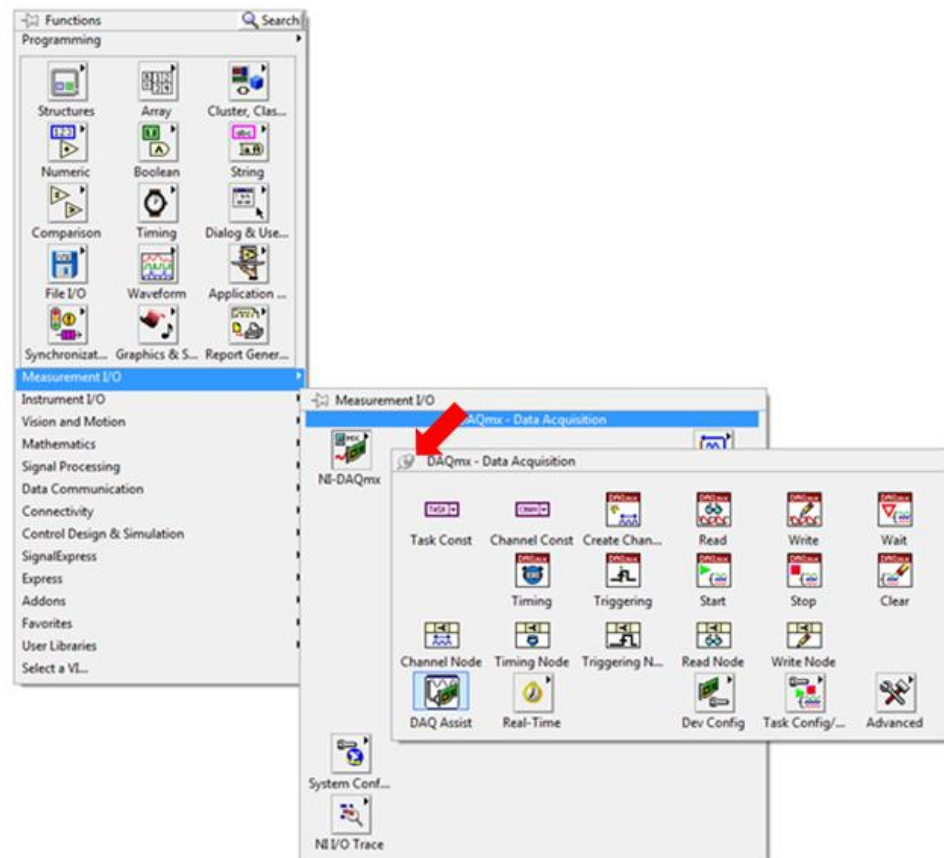 Functions Search
Programming
Structures Array Cluster, Clas...
Numeric Boolean String
Comparison Timing Dialog & Use...
File I/O Waveform Application ...
Synchronizat... Graphics & S... Report Gener...
Measurement I/O
Instrument I/O
Vision and Motion
Mathematics
Signal Processing
Data Communication
Connectivity
Control Design & Simulation
SignalExpress
Express
Addons
Favorites
User Libraries
Select a VI...
Measurement I/O
DAQmx - Data Acquisition
NI-DAQmx
System Conf...
NI I/O Trace
DAQmx - Data Acquisition
Task Const Channel Const Create Chan... Read Write Wait
Timing Triggering Start Stop Clear
Channel Node Timing Node Triggering N... Read Node Write Node
DAQ Assist Real-Time Dev Config Task Config/... Advanced